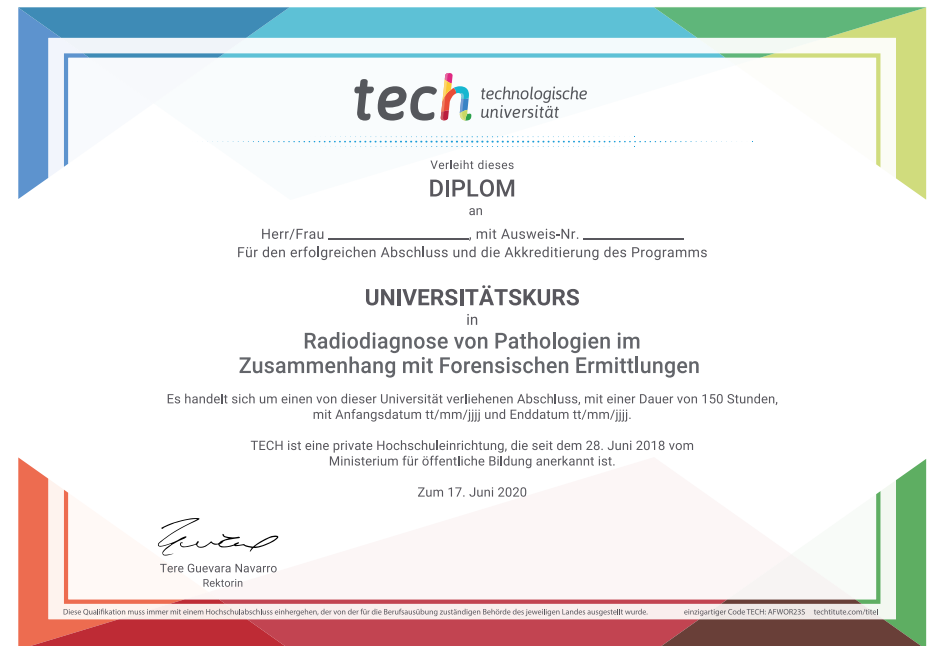 tech technologische
universität
Verleiht dieses
DIPLOM
an
Herr/Frau ____________, mit Ausweis-Nr. ____________
Für den erfolgreichen Abschluss und die Akkreditierung des Programms
UNIVERSITÄTSKURS
in
Radiodiagnose von Pathologien im
Zusammenhang mit Forensischen Ermittlungen
Es handelt sich um einen von dieser Universität verliehenen Abschluss, mit einer Dauer von 150 Stunden,
mit Anfangsdatum tt/mm/jjjj und Enddatum tt/mm/jjjj.
TECH ist eine private Hochschuleinrichtung, die seit dem 28. Juni 2018 vom
Ministerium für öffentliche Bildung anerkannt ist.
Zum 17. Juni 2020
Tere Guevara Navarro
Rektorin
Diese Qualifikation muss immer mit einem Hochschulabschluss einhergehen, der von der für die Berufsausübung zuständigen Behörde des jeweiligen Landes ausgestellt wurde. einzigartiger Code TECH: AFWOR235 techtitute.com/titel